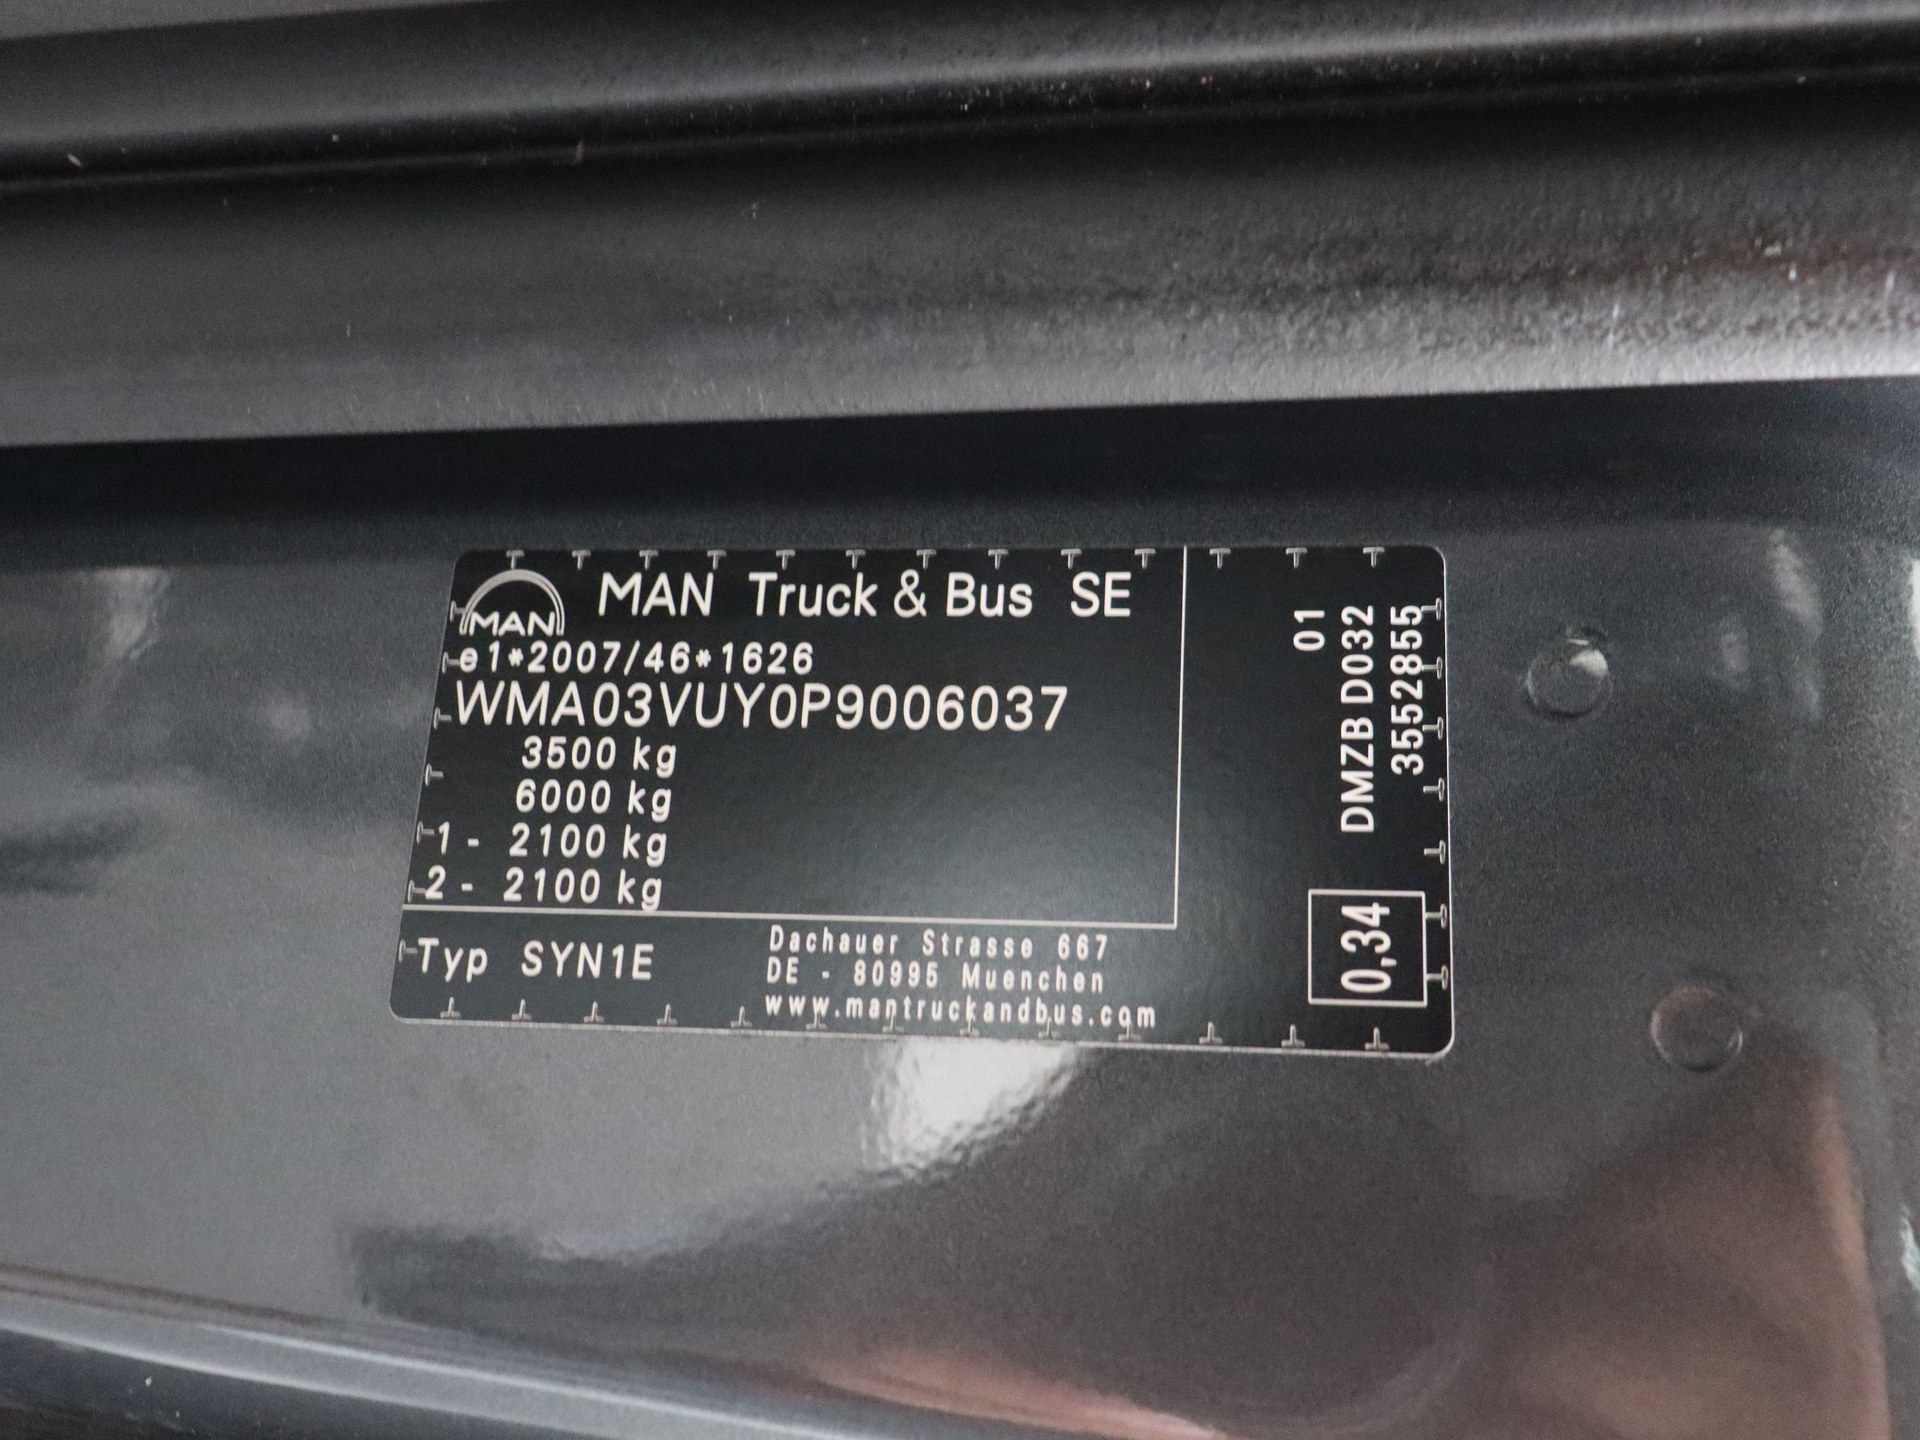 MAN
MAN Truck & Bus SE
e1*2007/46*1626
WMA03VUY0P9006037
3500 kg
6000 kg
1 - 2100 kg
2 - 2100 kg
Typ SYN1E
Dachauer Strasse 667
DE - 80995 Muenchen
www.mantruckandbus.com
01
DMZB D032
3552855
0,34